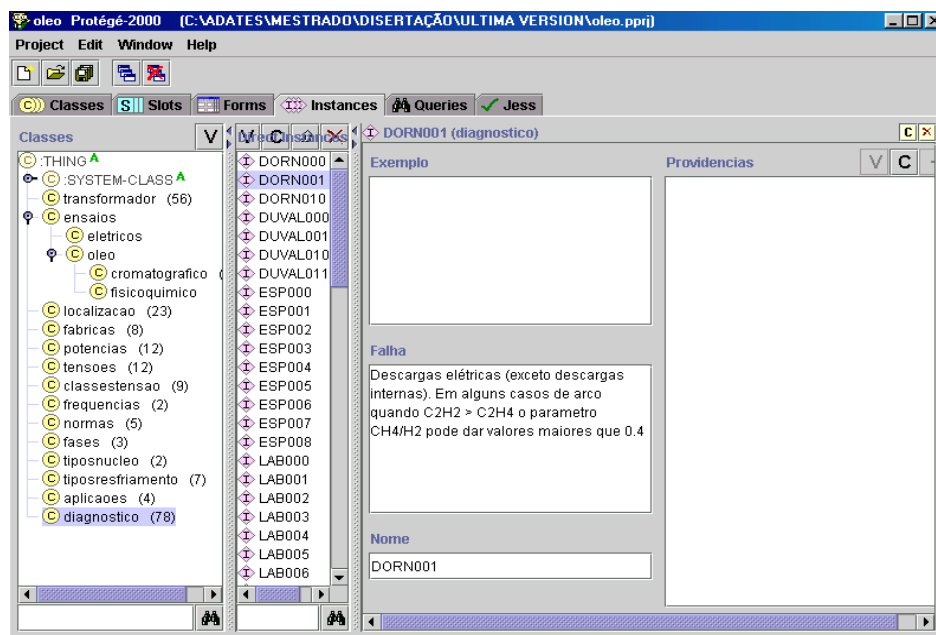 oleo Protégé-2000 (C:\ADATES\MESTRADO\DISERTAÇÃO\ULTIMA VERSION\oleo.pprj)
Project Edit Window Help
Classes Slots Forms Instances Queries Jess
Classes
V
:THING A
:SYSTEM-CLASS A
transformador (56)
ensaios
eletricos
oleo
cromatografico
fisicoquimico
localizacao (23)
fabricas (8)
potencias (12)
tensoes (12)
classestensao (9)
frequencias (2)
normas (5)
fases (3)
tiposnucleo (2)
tiposresfriamento (7)
aplicaoes (4)
diagnostico (78)
Direct Instances
V C
DORN000
DORN001
DORN010
DUVAL000
DUVAL001
DUVAL010
DUVAL011
ESP000
ESP001
ESP002
ESP003
ESP004
ESP005
ESP006
ESP007
ESP008
LAB000
LAB001
LAB002
LAB003
LAB004
LAB005
LAB006
DORN001 (diagnostico)
C
Exemplo
Falha
Descargas elétricas (exceto descargas
internas). Em alguns casos de arco
quando C2H2 > C2H4 o parametro
CH4/H2 pode dar valores maiores que 0.4
Nome
DORN001
Providencias
V C